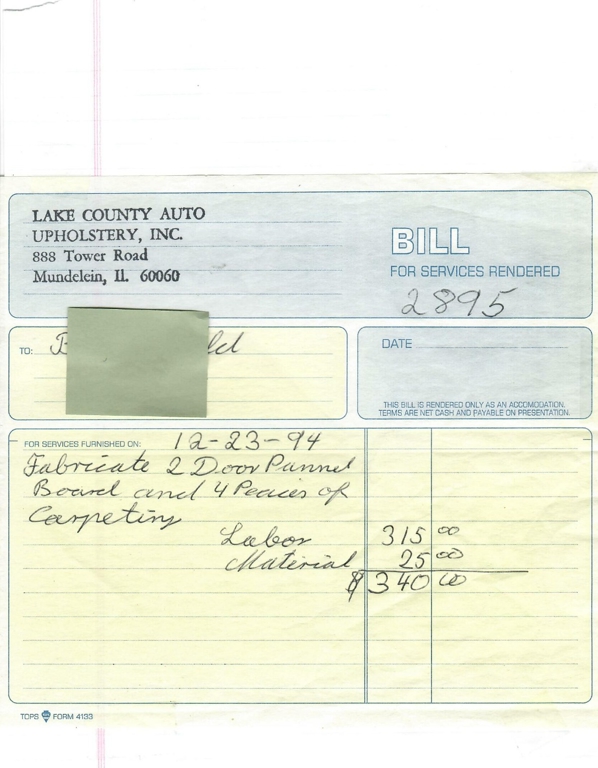 LAKE COUNTY AUTO
UPHOLSTERY, INC.
888 Tower Road
Mundelein, Il. 60060
BILL
FOR SERVICES RENDERED
2895
TO:
DATE
THIS BILL IS RENDERED ONLY AS AN ACCOMODATION.
TERMS ARE NET CASH AND PAYABLE ON PRESENTATION.
FOR SERVICES FURNISHED ON: 12-23-94
Fabricate 2 Door Pannel
Board and 4 Peaces of
Carpeting
Labor 315 00
Material 25 00
$ 340 00
TOPS FORM 4133